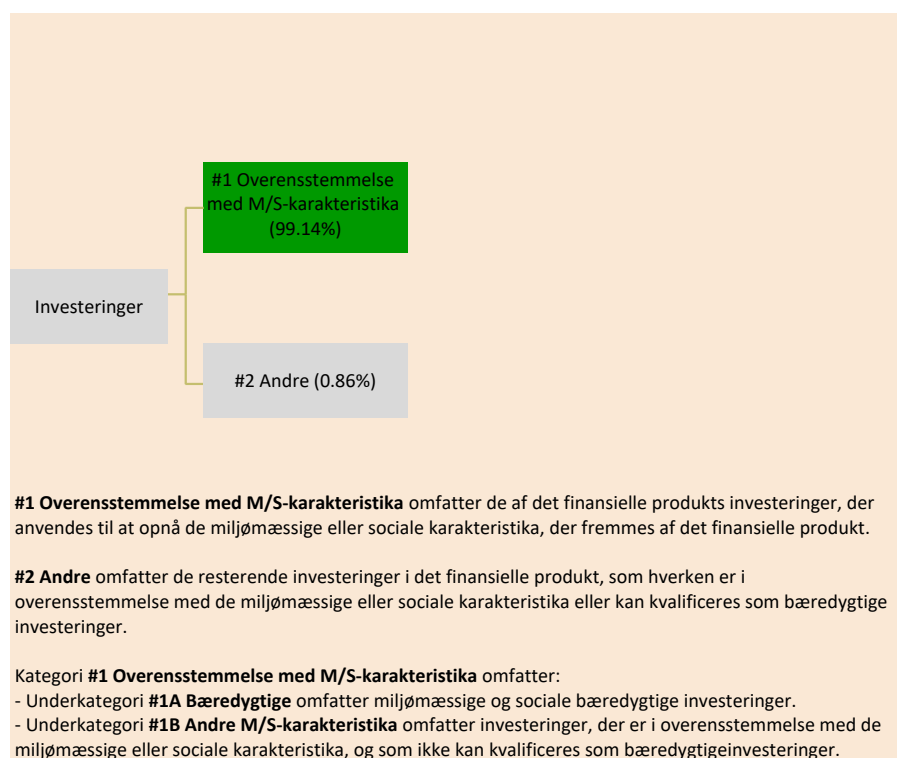 #1 Overensstemmelse
med M/S-karakteristika
(99.14%)
Investeringer
#2 Andre (0.86%)
#1 Overensstemmelse med M/S-karakteristika omfatter de af det finansielle produkts investeringer, der
anvendes til at opnå de miljømæssige eller sociale karakteristika, der fremmes af det finansielle produkt.
#2 Andre omfatter de resterende investeringer i det finansielle produkt, som hverken er i
overensstemmelse med de miljømæssige eller sociale karakteristika eller kan kvalificeres som bæredygtige
investeringer.
Kategori #1 Overensstemmelse med M/S-karakteristika omfatter:
- Underkategori #1A Bæredygtige omfatter miljømæssige og sociale bæredygtige investeringer.
- Underkategori #1B Andre M/S-karakteristika omfatter investeringer, der er i overensstemmelse med de
miljømæssige eller sociale karakteristika, og som ikke kan kvalificeres som bæredygtigeinvesteringer.